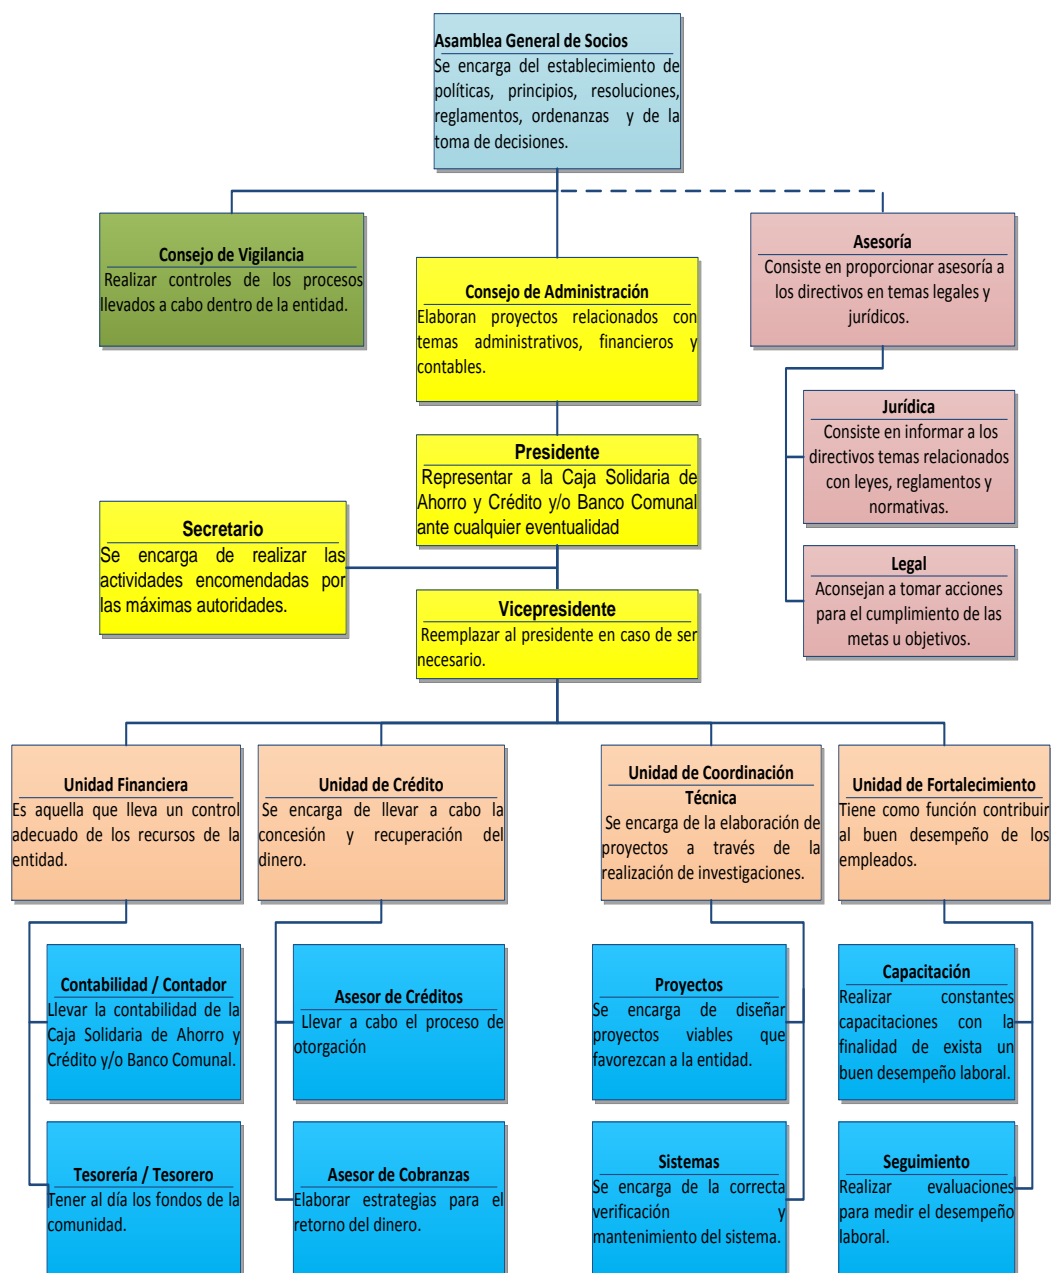 Asamblea General de Socios
Se encarga del establecimiento de
políticas, principios, resoluciones,
reglamentos, ordenanzas y de la
toma de decisiones.
Consejo de Vigilancia
Realizar controles de los procesos
llevados a cabo dentro de la entidad.
Consejo de Administración
Elaboran proyectos relacionados con
temas administrativos, financieros y
contables.
Asesoría
Consiste en proporcionar asesoría a
los directivos en temas legales y
jurídicos.
Jurídica
Consiste en informar a los
directivos temas relacionados
con leyes, reglamentos y
normativas.
Legal
Aconsejan a tomar acciones
para el cumplimiento de las
metas u objetivos.
Presidente
Representar a la Caja Solidaria de
Ahorro y Crédito y/o Banco Comunal
ante cualquier eventualidad
Secretario
Se encarga de realizar las
actividades encomendadas por
las máximas autoridades.
Vicepresidente
Reemplazar al presidente en caso de ser
necesario.
Unidad Financiera
Es aquella que lleva un control
adecuado de los recursos de la
entidad.
Unidad de Crédito
Se encarga de llevar a cabo la
concesión y recuperación del
dinero.
Unidad de Coordinación
Técnica
Se encarga de la elaboración de
proyectos a través de la
realización de investigaciones.
Unidad de Fortalecimiento
Tiene como función contribuir
al buen desempeño de los
empleados.
Contabilidad / Contador
Llevar la contabilidad de la
Caja Solidaria de Ahorro y
Crédito y/o Banco Comunal.
Asesor de Créditos
Llevar a cabo el proceso de
otorgación
Proyectos
Se encarga de diseñar
proyectos viables que
favorezcan a la entidad.
Capacitación
Realizar constantes
capacitaciones con la
finalidad de exista un
buen desempeño laboral.
Tesorería / Tesorero
Tener al día los fondos de la
comunidad.
Asesor de Cobranzas
Elaborar estrategias para el
retorno del dinero.
Sistemas
Se encarga de la correcta
verificación y
mantenimiento del sistema.
Seguimiento
Realizar evaluaciones
para medir el desempeño
laboral.